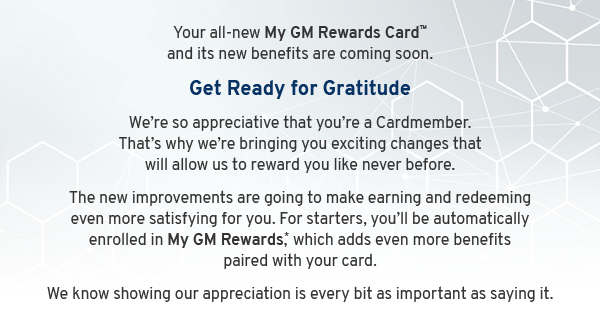 Your all-new My GM Rewards Card™
and its new benefits are coming soon.
Get Ready for Gratitude
We're so appreciative that you're a Cardmember.
That's why we're bringing you exciting changes that
will allow us to reward you like never before.
The new improvements are going to make earning and redeeming
even more satisfying for you. For starters, you'll be automatically
enrolled in My GM Rewards,* which adds even more benefits
paired with your card.
We know showing our appreciation is every bit as important as saying it.